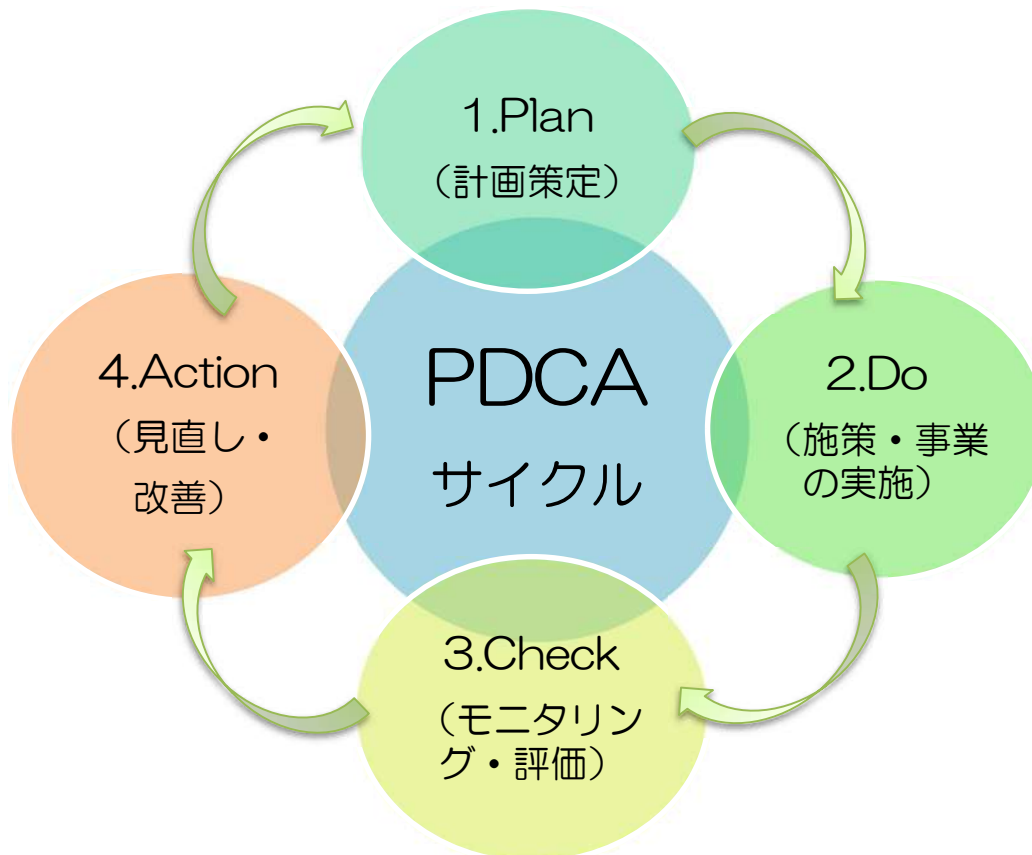 1.Plan
（計画策定）
PDCA
サイクル
2.Do
（施策・事業
の実施）
3.Check
（モニタリン
グ・評価）
4.Action
（見直し・
改善）